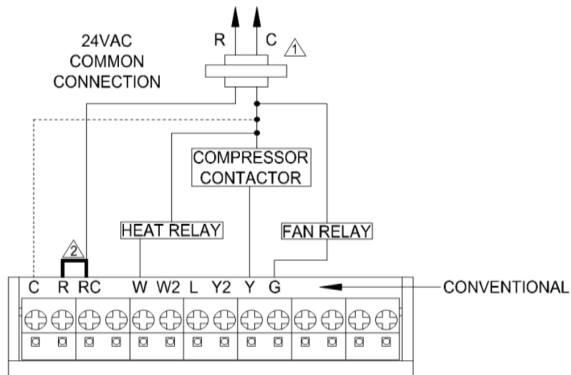 R C
1
24VAC
COMMON
CONNECTION
COMPRESSOR
CONTACTOR
HEAT RELAY
FAN RELAY
2
C R RC W W2 L Y2 Y G
CONVENTIONAL